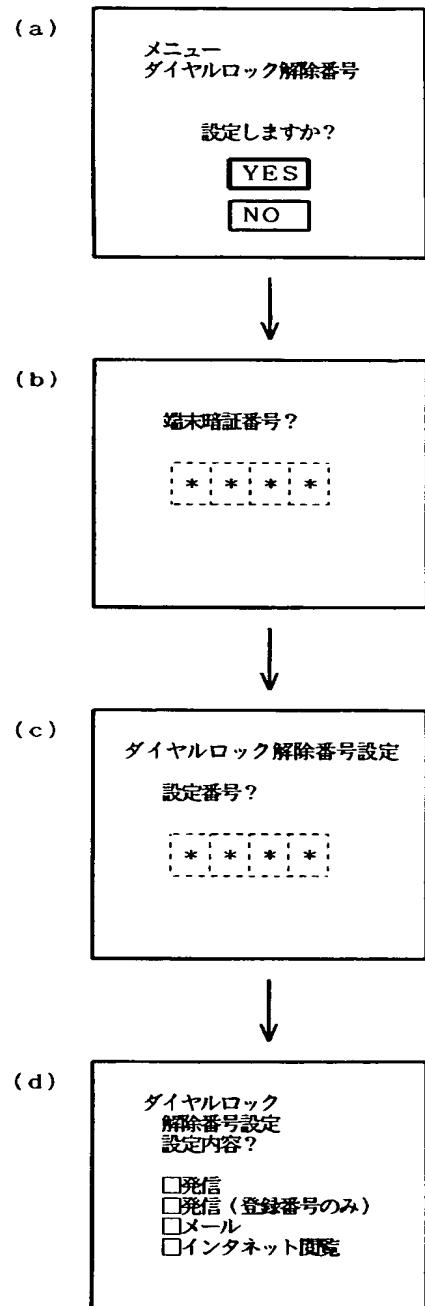 (a)
メニュー
ダイヤルロック解除番号
設定しますか?
YES
NO
(b)
端末暗証番号?
* * * *
(c)
ダイヤルロック解除番号設定
設定番号?
* * * *
(d)
ダイヤルロック
解除番号設定
設定内容?
□発信
□発信(登録番号のみ)
□メール
□インタネット閲覧